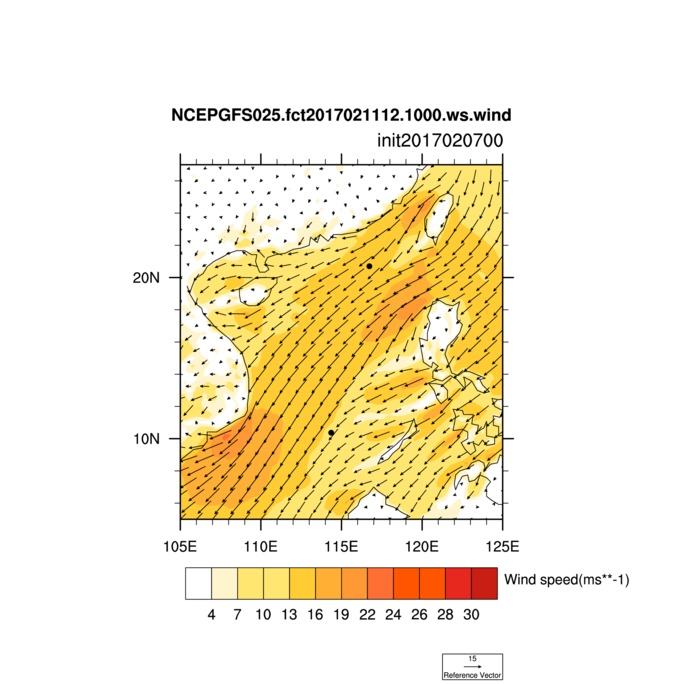 NCEPGFS025.fct2017021112.1000.ws.wind
init2017020700
20N
10N
105E 110E 115E 120E 125E
Wind speed(ms**-1)
4 7 10 13 16 19 22 24 26 28 30
15
Reference Vector